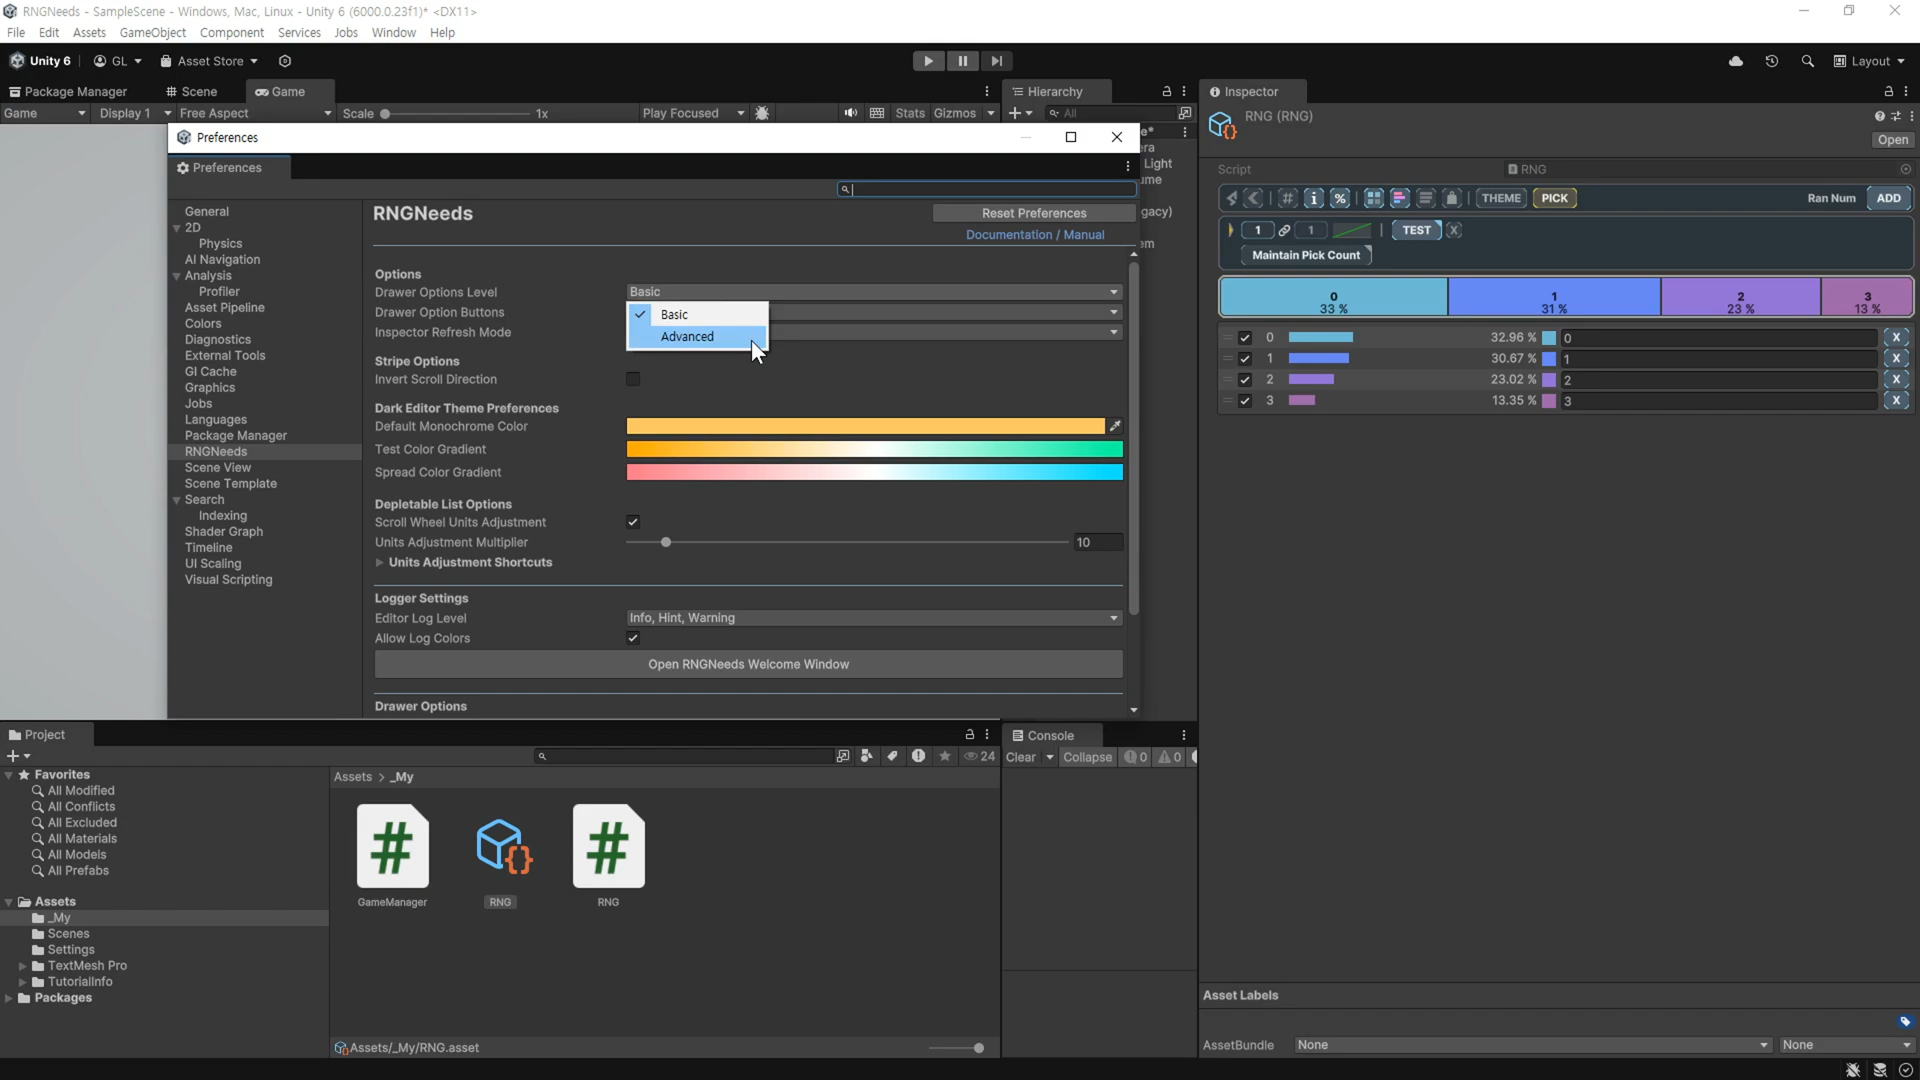 RNGNeeds - SampleScene - Windows, Mac, Linux - Unity 6 (6000.0.23f1)* <DX11>
File Edit Assets GameObject Component Services Jobs Window Help
Unity 6 GL Asset Store Layout
Package Manager Scene Game Hierarchy Inspector
Game Display 1 Free Aspect Scale 1x Play Focused Stats Gizmos All
RNG (RNG)
Open
Preferences
Preferences
General
2D
Physics
AI Navigation
Analysis
Profiler
Asset Pipeline
Colors
Diagnostics
External Tools
GI Cache
Graphics
Jobs
Languages
Package Manager
RNGNeeds
Scene View
Scene Template
Search
Indexing
Shader Graph
Timeline
UI Scaling
Visual Scripting
RNGNeeds
Reset Preferences
Documentation / Manual
Options
Drawer Options Level Basic
Drawer Option Buttons
Inspector Refresh Mode
Basic
Advanced
Stripe Options
Invert Scroll Direction
Dark Editor Theme Preferences
Default Monochrome Color
Test Color Gradient
Spread Color Gradient
Depletable List Options
Scroll Wheel Units Adjustment
Units Adjustment Multiplier 10
Units Adjustment Shortcuts
Logger Settings
Editor Log Level Info, Hint, Warning
Allow Log Colors
Open RNGNeeds Welcome Window
Drawer Options
e*
era
Light
ume
gacy)
em
Script RNG
# i % THEME PICK Ran Num ADD
1 1 TEST X
Maintain Pick Count
0 1 2 3
33 % 31 % 23 % 13 %
0 32.96 % 0 X
1 30.67 % 1 X
2 23.02 % 2 X
3 13.35 % 3 X
Project
24
Favorites
All Modified
All Conflicts
All Excluded
All Materials
All Models
All Prefabs
Assets
_My
Scenes
Settings
TextMesh Pro
TutorialInfo
Packages
Assets > _My
GameManager RNG RNG
Assets/_My/RNG.asset
Console
Clear Collapse 0 0
Asset Labels
AssetBundle None None